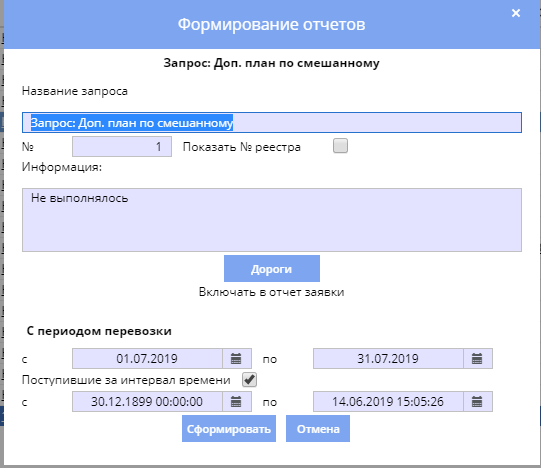 Формирование отчетов
×
Запрос: Доп. план по смешанному
Название запроса
Запрос: Доп. план по смешанному
№ 1 Показать № реестра
Информация:
Не выполнялось
Дороги
Включать в отчет заявки
С периодом перевозки
с 01.07.2019 по 31.07.2019
Поступившие за интервал времени
с 30.12.1899 00:00:00 по 14.06.2019 15:05:26
Сформировать Отмена